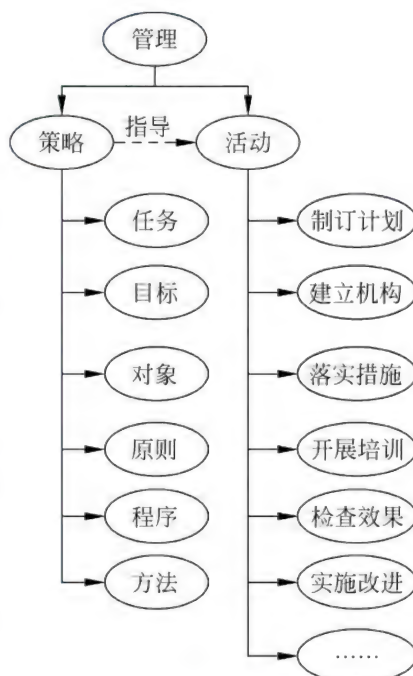 管理
策略
指导
活动
任务
制订计划
目标
建立机构
对象
落实措施
原则
开展培训
程序
检查效果
方法
实施改进
……